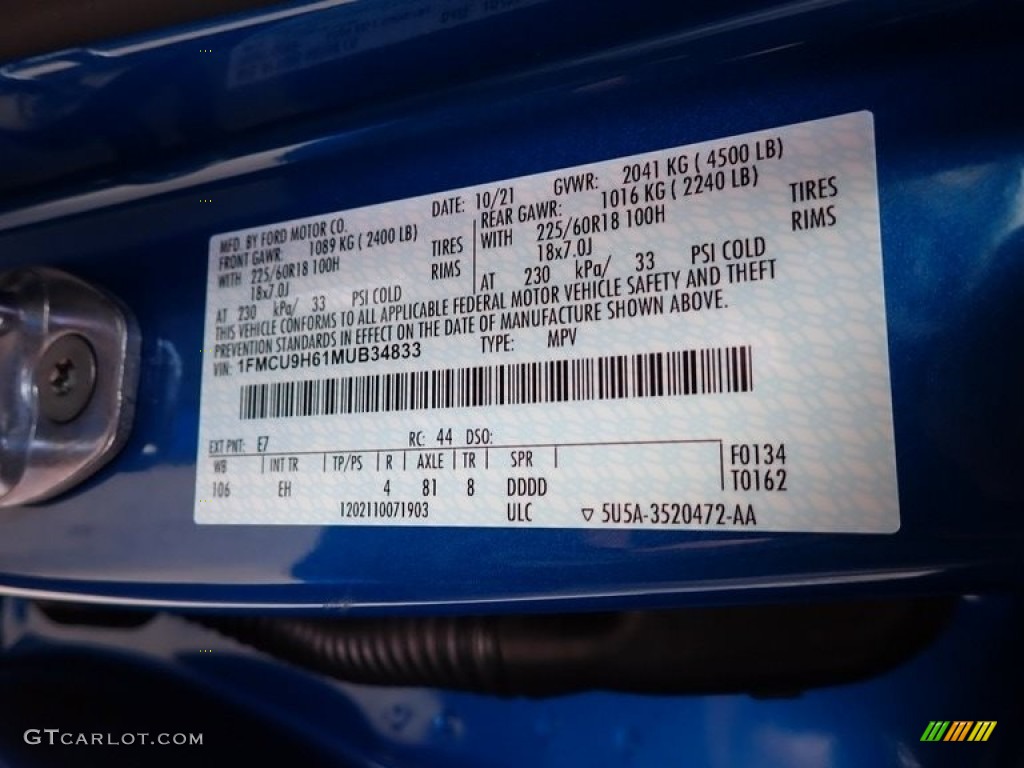 MFD. BY FORD MOTOR CO.
DATE: 10/21
GVWR: 2041 KG ( 4500 LB)
FRONT GAWR: 1089 KG ( 2400 LB)
REAR GAWR: 1016 KG ( 2240 LB)
WITH 225/60R18 100H TIRES
WITH 225/60R18 100H TIRES
18x7.0J RIMS
18x7.0J RIMS
AT 230 kPa/ 33 PSI COLD
AT 230 kPa/ 33 PSI COLD
THIS VEHICLE CONFORMS TO ALL APPLICABLE FEDERAL MOTOR VEHICLE SAFETY AND THEFT
PREVENTION STANDARDS IN EFFECT ON THE DATE OF MANUFACTURE SHOWN ABOVE.
VIN: 1FMCU9H61MUB34833
TYPE: MPV
EXT PNT: E7 RC: 44 DSO:
WB INT TR TP/PS R AXLE TR SPR
F0134
106 EH 4 81 8 DDDD
T0162
1202110071903 ULC ▽ 5U5A-3520472-AA
GTCARLOT.COM